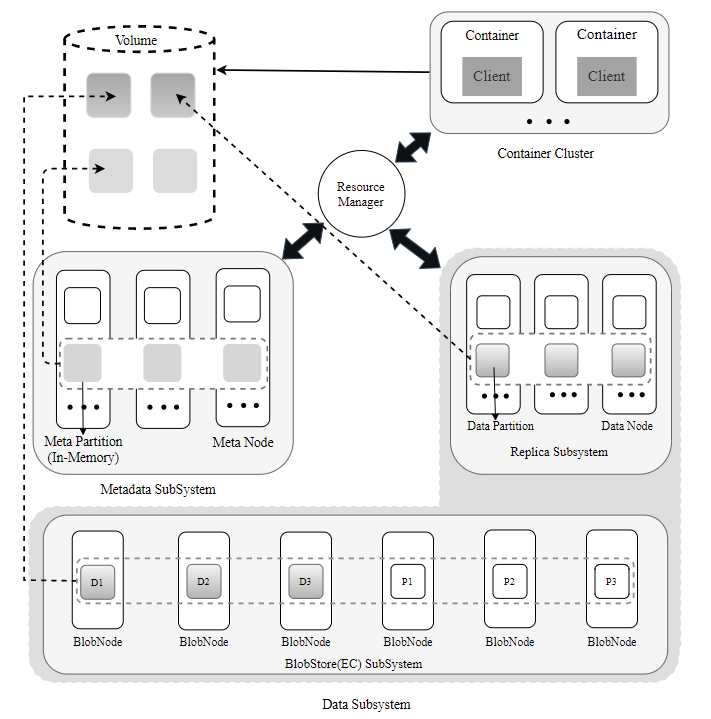 Volume
Container
Container
Client
Client
Container Cluster
Resource
Manager
Meta Partition
(In-Memory)
Meta Node
Metadata SubSystem
Data Partition
Data Node
Replica Subsystem
D1
D2
D3
P1
P2
P3
BlobNode
BlobNode
BlobNode
BlobNode
BlobNode
BlobNode
BlobStore(EC) SubSystem
Data Subsystem